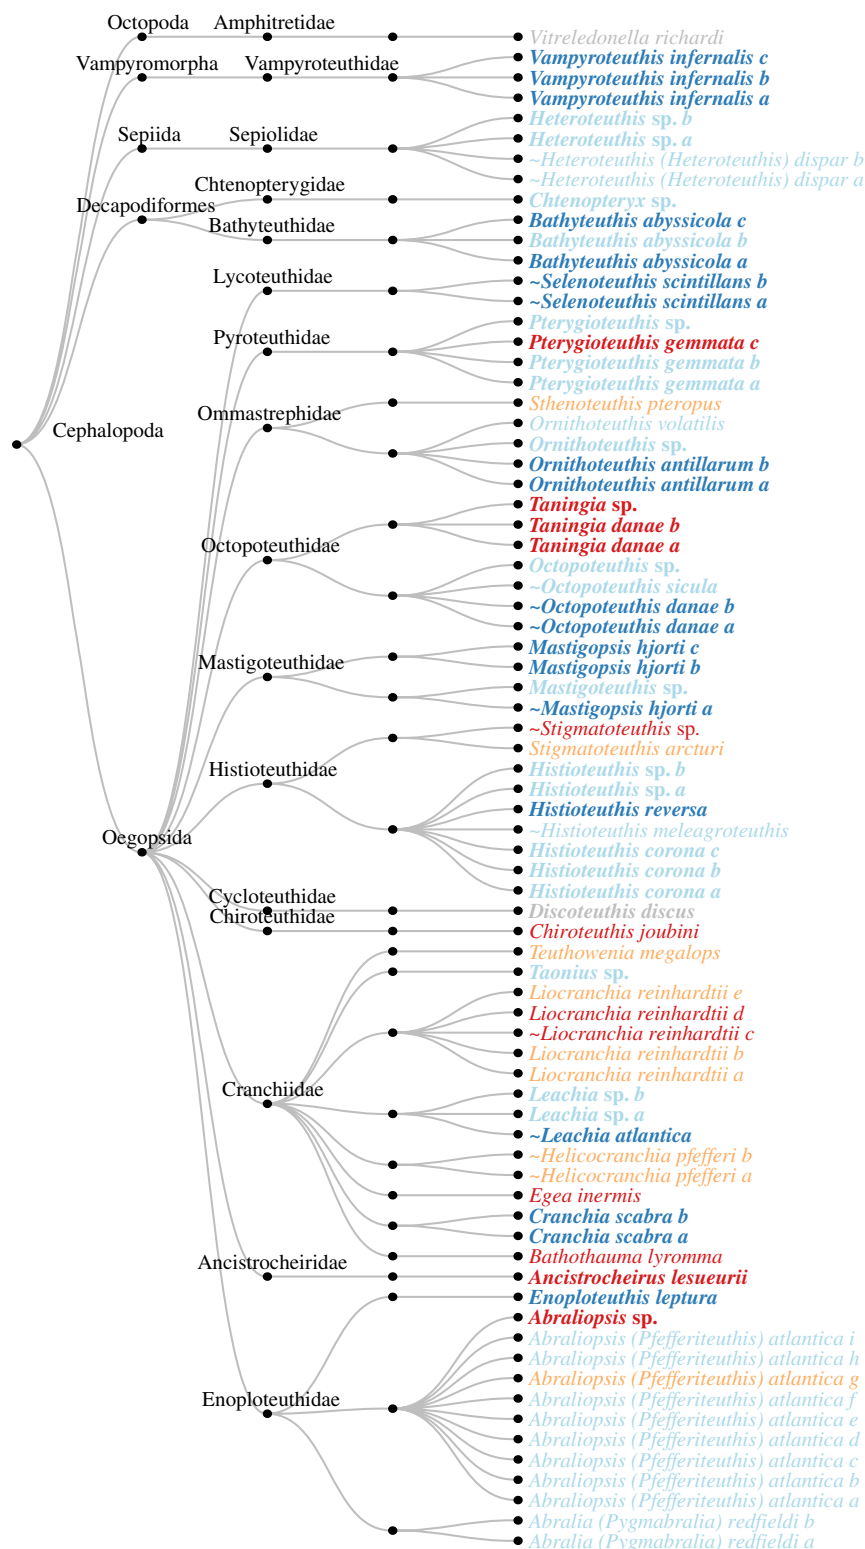 Octopoda Amphitretidae Vitreledonella richardi
Vampyroteuthis infernalis c
Vampyromorpha Vampyroteuthidae Vampyroteuthis infernalis b
Vampyroteuthis infernalis a
Heteroteuthis sp. b
Sepiida Sepiolidae Heteroteuthis sp. a
~Heteroteuthis (Heteroteuthis) dispar b
~Heteroteuthis (Heteroteuthis) dispar a
Chtenopterygidae Chtenopteryx sp.
Decapodiformes Bathyteuthis abyssicola c
Bathyteuthidae Bathyteuthis abyssicola b
Bathyteuthis abyssicola a
Lycoteuthidae ~Selenoteuthis scintillans b
~Selenoteuthis scintillans a
Pterygioteuthis sp.
Pyroteuthidae Pterygioteuthis gemmata c
Pterygioteuthis gemmata b
Pterygioteuthis gemmata a
Sthenoteuthis pteropus
Ommastrephidae Ornithoteuthis volatilis
Cephalopoda Ornithoteuthis sp.
Ornithoteuthis antillarum b
Ornithoteuthis antillarum a
Taningia sp.
Taningia danae b
Octopoteuthidae Taningia danae a
Octopoteuthis sp.
~Octopoteuthis sicula
~Octopoteuthis danae b
~Octopoteuthis danae a
Mastigopsis hjorti c
Mastigoteuthidae Mastigopsis hjorti b
Mastigoteuthis sp.
~Mastigopsis hjorti a
~Stigmatoteuthis sp.
Stigmatoteuthis arcturi
Histioteuthidae Histioteuthis sp. b
Histioteuthis sp. a
Histioteuthis reversa
~Histioteuthis meleagroteuthis
Oegopsida Histioteuthis corona c
Histioteuthis corona b
Histioteuthis corona a
Cycloteuthidae Discoteuthis discus
Chiroteuthidae Chiroteuthis joubini
Teuthowenia megalops
Taonius sp.
Liocranchia reinhardtii e
Liocranchia reinhardtii d
~Liocranchia reinhardtii c
Liocranchia reinhardtii b
Liocranchia reinhardtii a
Cranchiidae Leachia sp. b
Leachia sp. a
~Leachia atlantica
~Helicocranchia pfefferi b
~Helicocranchia pfefferi a
Egea inermis
Cranchia scabra b
Cranchia scabra a
Bathothauma lyromma
Ancistrocheiridae Ancistrocheirus lesueurii
Enoploteuthis leptura
Abraliopsis sp.
Abraliopsis (Pfefferiteuthis) atlantica i
Abraliopsis (Pfefferiteuthis) atlantica h
Abraliopsis (Pfefferiteuthis) atlantica g
Enoploteuthidae Abraliopsis (Pfefferiteuthis) atlantica f
Abraliopsis (Pfefferiteuthis) atlantica e
Abraliopsis (Pfefferiteuthis) atlantica d
Abraliopsis (Pfefferiteuthis) atlantica c
Abraliopsis (Pfefferiteuthis) atlantica b
Abraliopsis (Pfefferiteuthis) atlantica a
Abralia (Pygmabralia) redfieldi b
Abralia (Pygmabralia) redfieldi a